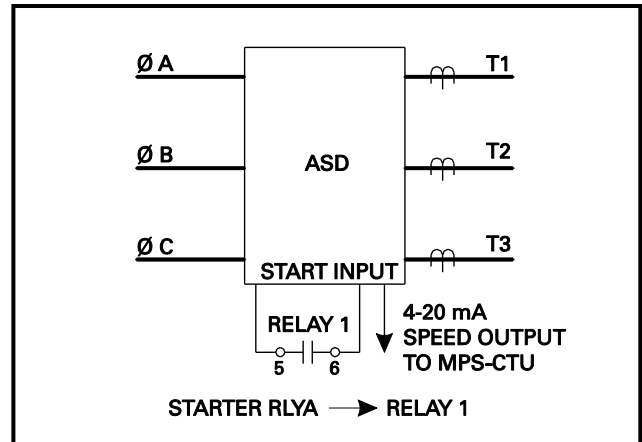 Ø A
T1
Ø B
ASD
T2
Ø C
T3
START INPUT
RELAY 1
5
6
4-20 mA
SPEED OUTPUT
TO MPS-CTU
STARTER RLYA
RELAY 1